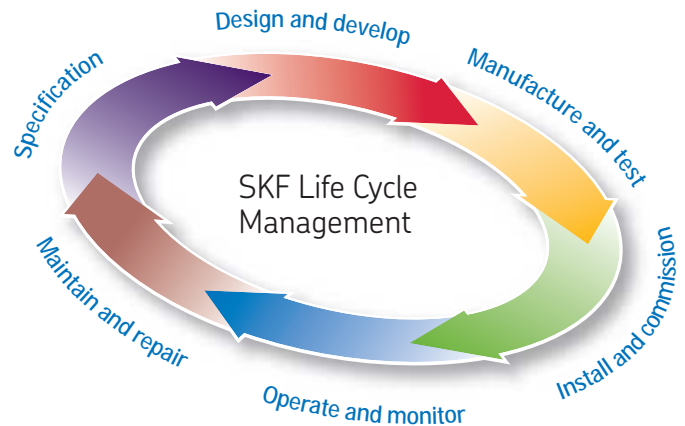 Design and develop
Manufacture and test
Specification
SKF Life Cycle
Management
Install and commission
Maintain and repair
Operate and monitor